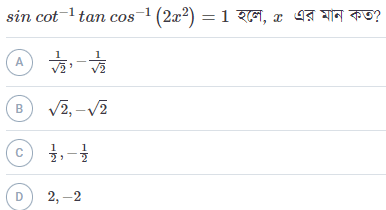 sin cot⁻¹ tan cos⁻¹ (2x²) = 1 হলে, x এর মান কত?
A 1/√2, −1/√2
B √2, −√2
C 1/2, −1/2
D 2, −2